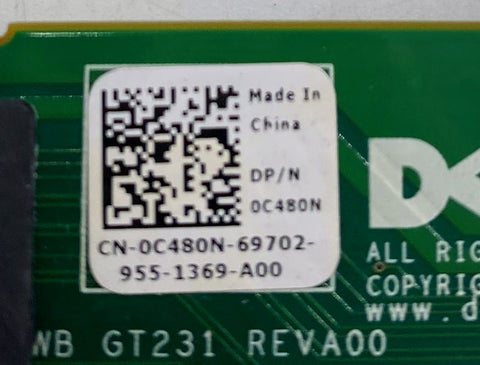 Made In
China
DP/N
0C480N
CN-0C480N-69702-
955-1369-A00
ALL RIG
COPYRIG
www.d
WB GT231 REVA00